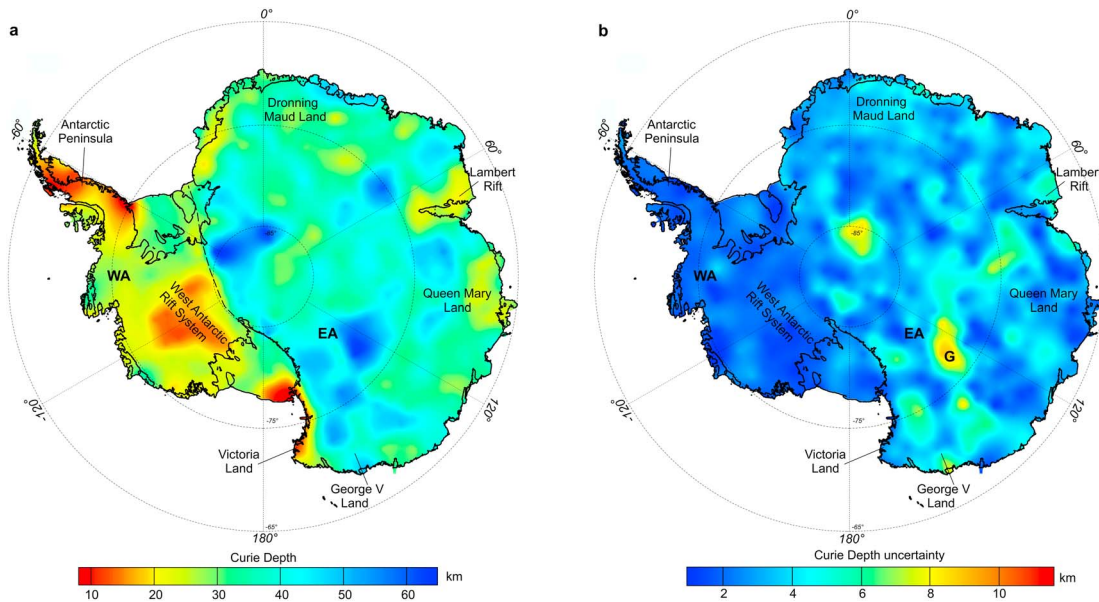 a
0°
60°
120°
180°
-120°
-60°
-85°
-75°
-65°
Antarctic
Peninsula
Dronning
Maud Land
Lambert
Rift
WA
West Antarctic
Rift System
Queen Mary
Land
EA
Victoria
Land
George V
Land
Curie Depth
km
10 20 30 40 50 60
b
0°
60°
120°
180°
-120°
-60°
-85°
-75°
-65°
Antarctic
Peninsula
Dronning
Maud Land
Lambert
Rift
WA
West Antarctic
Rift System
Queen Mary
Land
EA
G
Victoria
Land
George V
Land
Curie Depth uncertainty
km
2 4 6 8 10